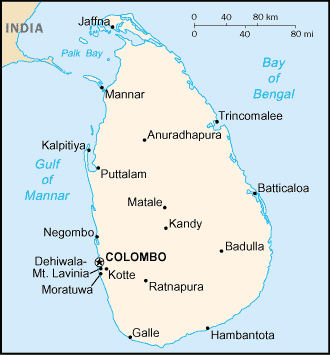 Jaffna
0 40 80 km
0 40 80 mi
INDIA
Palk Bay
Bay
of
Bengal
Mannar
Trincomalee
Anuradhapura
Kalpitiya
Gulf
of
Mannar
Puttalam
Batticaloa
Matale
Kandy
Negombo
Badulla
COLOMBO
Dehiwala-
Mt. Lavinia
Kotte
Moratuwa
Ratnapura
Galle
Hambantota